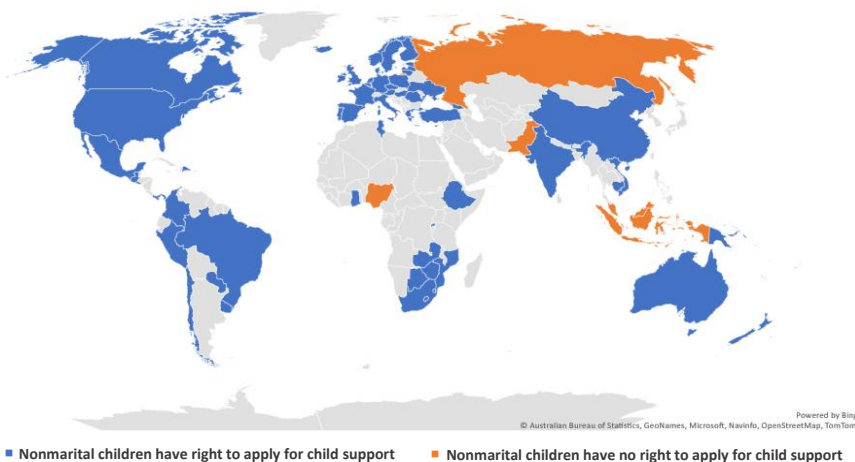 Powered by Bing
© Australian Bureau of Statistics, GeoNames, Microsoft, Navinfo, OpenStreetMap, TomTom
Nonmarital children have right to apply for child support
Nonmarital children have no right to apply for child support